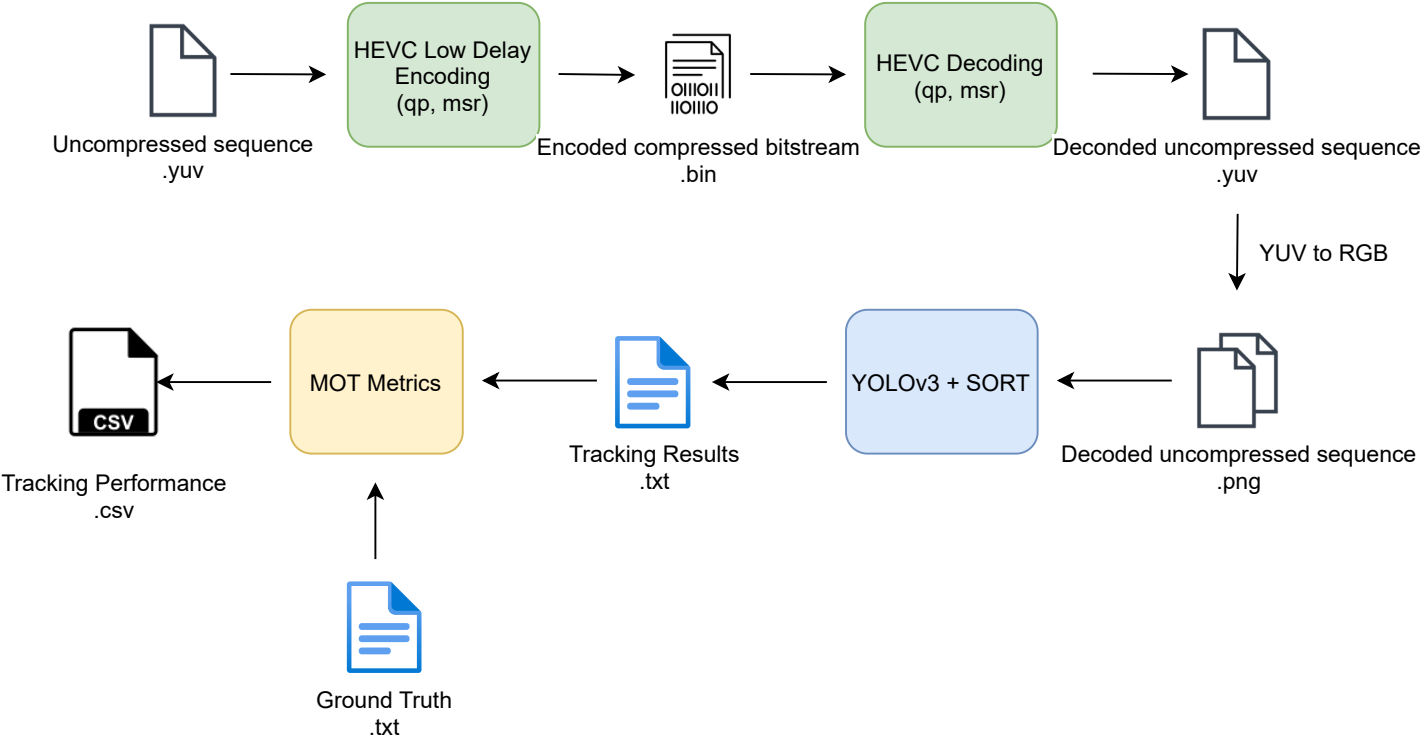 HEVC Low Delay
Encoding
(qp, msr)
HEVC Decoding
(qp, msr)
OIIIOII
IIOIIIO
Uncompressed sequence
.yuv
Encoded compressed bitstream
.bin
Deconded uncompressed sequence
.yuv
YUV to RGB
MOT Metrics
YOLOv3 + SORT
CSV
Tracking Results
.txt
Decoded uncompressed sequence
.png
Tracking Performance
.csv
Ground Truth
.txt